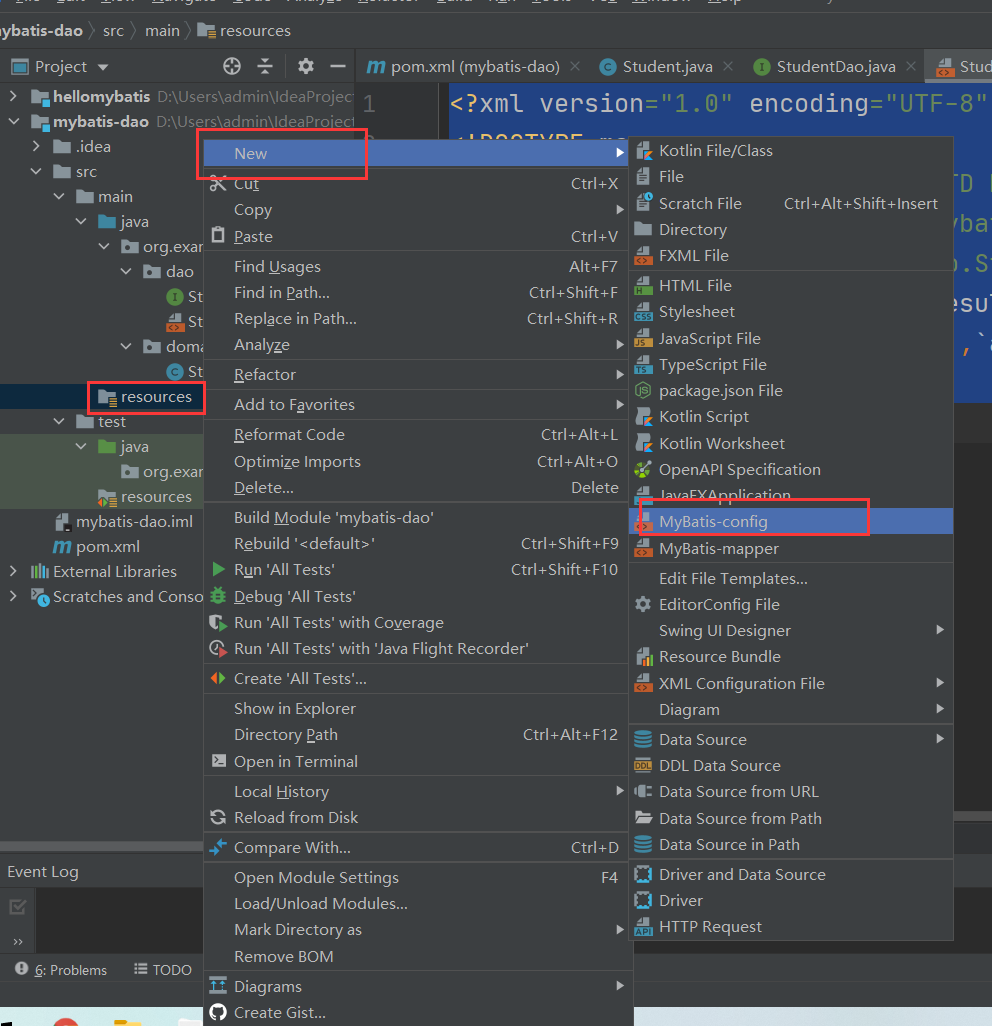 mybatis-dao src main resources
Project
pom.xml (mybatis-dao) Student.java StudentDao.java Stud
hellomybatis D:\Users\admin\IdeaProject
mybatis-dao D:\Users\admin\IdeaProject
.idea
src
main
java
org.exar
dao
St
St
doma
St
resources
test
java
org.exar
resources
mybatis-dao.iml
pom.xml
External Libraries
Scratches and Conso
1
<?xml version="1.0" encoding="UTF-8"
New
Cut Ctrl+X
Copy
Paste Ctrl+V
Find Usages Alt+F7
Find in Path... Ctrl+Shift+F
Replace in Path... Ctrl+Shift+R
Analyze
Refactor
Add to Favorites
Reformat Code Ctrl+Alt+L
Optimize Imports Ctrl+Alt+O
Delete... Delete
Build Module 'mybatis-dao'
Rebuild '<default>' Ctrl+Shift+F9
Run 'All Tests' Ctrl+Shift+F10
Debug 'All Tests'
Run 'All Tests' with Coverage
Run 'All Tests' with 'Java Flight Recorder'
Create 'All Tests'...
Show in Explorer
Directory Path Ctrl+Alt+F12
Open in Terminal
Local History
Reload from Disk
Compare With... Ctrl+D
Open Module Settings F4
Load/Unload Modules...
Mark Directory as
Remove BOM
Diagrams
Create Gist...
Kotlin File/Class
File
Scratch File Ctrl+Alt+Shift+Insert
Directory
FXML File
HTML File
Stylesheet
JavaScript File
TypeScript File
package.json File
Kotlin Script
Kotlin Worksheet
OpenAPI Specification
JavaFXApplication
MyBatis-config
MyBatis-mapper
Edit File Templates...
EditorConfig File
Swing UI Designer
Resource Bundle
XML Configuration File
Diagram
Data Source
DDL Data Source
Data Source from URL
Data Source from Path
Data Source in Path
Driver and Data Source
Driver
HTTP Request
Event Log
6: Problems TODO